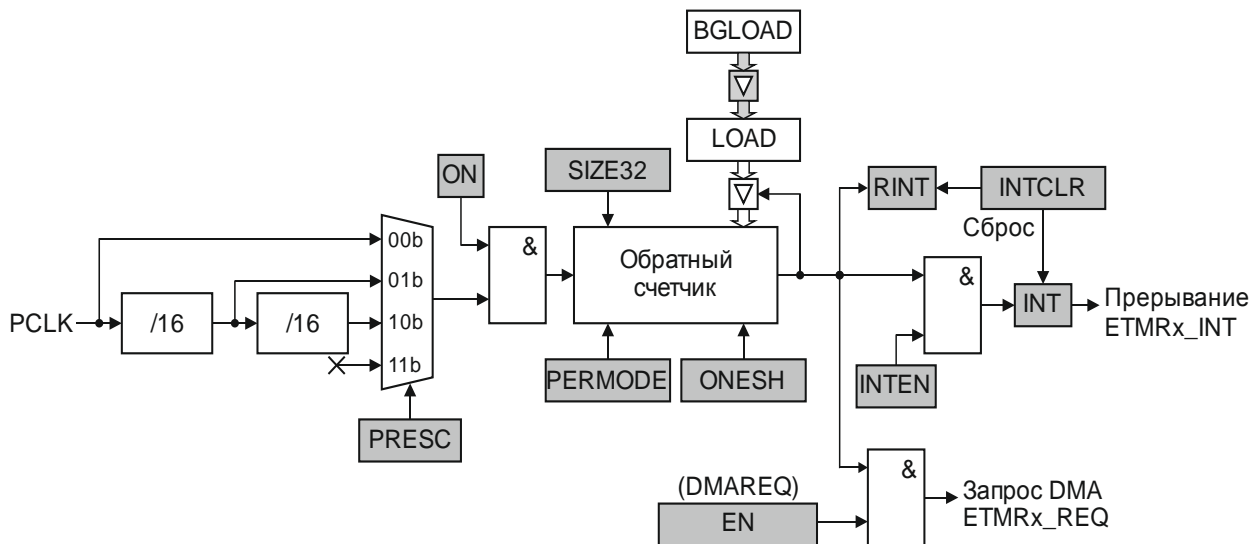 BGLOAD
LOAD
ON
SIZE32
RINT
INTCLR
Сброс
00b
01b
10b
11b
&
Обратный
счетчик
&
PCLK
/16
/16
INT
Прерывание
ETMRx_INT
PERMODE
ONESH
INTEN
PRESC
(DMAREQ)
EN
&
Запрос DMA
ETMRx_REQ